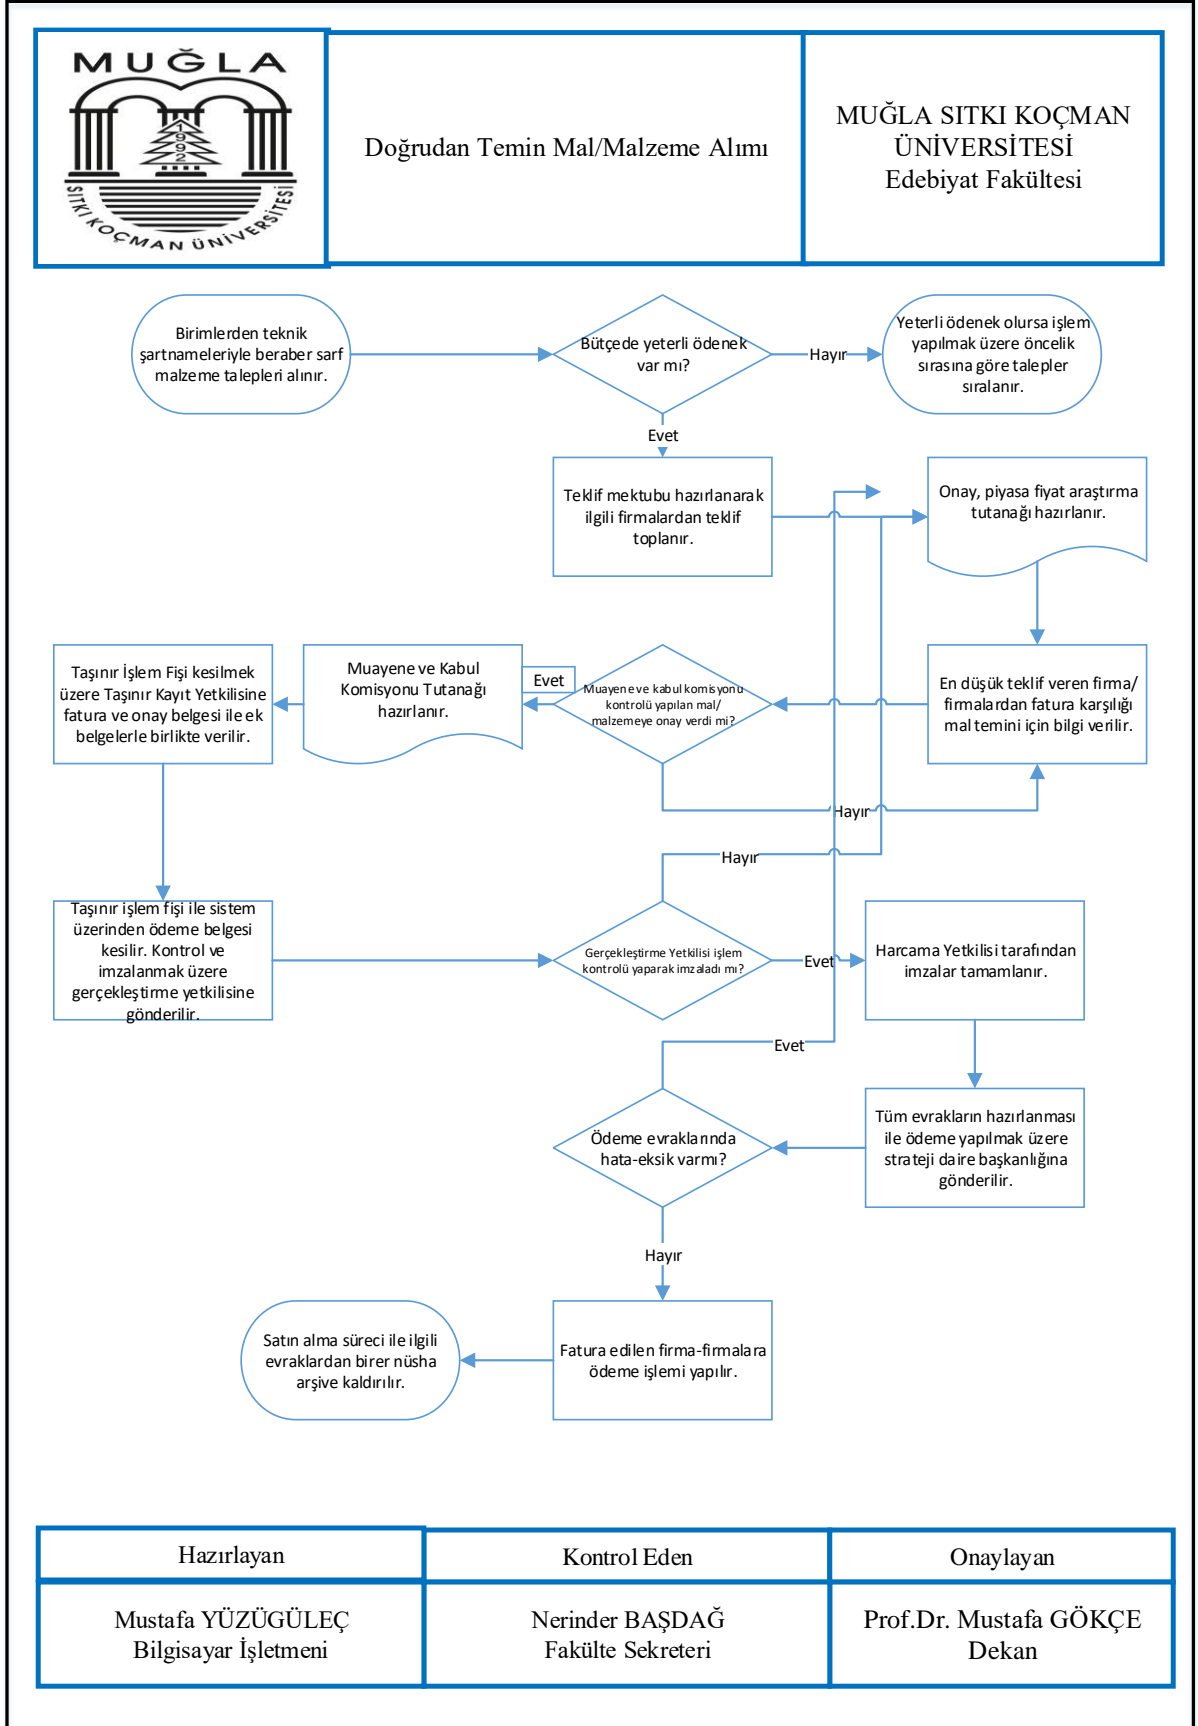 MUĞLA
1992
SITKI KOÇMAN ÜNİVERSİTESİ
Doğrudan Temin Mal/Malzeme Alımı
MUĞLA SITKI KOÇMAN
ÜNİVERSİTESİ
Edebiyat Fakültesi
Birimlerden teknik
şartnameleriyle beraber sarf
malzeme talepleri alınır.
Bütçede yeterli ödenek
var mı?
Hayır
Yeterli ödenek olursa işlem
yapılmak üzere öncelik
sırasına göre talepler
sıralanır.
Evet
Teklif mektubu hazırlanarak
ilgili firmalardan teklif
toplanır.
Onay, piyasa fiyat araştırma
tutanağı hazırlanır.
Taşınır İşlem Fişi kesilmek
üzere Taşınır Kayıt Yetkilisine
fatura ve onay belgesi ile ek
belgelerle birlikte verilir.
Muayene ve Kabul
Komisyonu Tutanağı
hazırlanır.
Evet
Muayene ve kabul komisyonu
kontrolü yapılan mal/
malzemeye onay verdi mi?
En düşük teklif veren firma/
firmalardan fatura karşılığı
mal temini için bilgi verilir.
Hayır
Hayır
Taşınır işlem fişi ile sistem
üzerinden ödeme belgesi
kesilir. Kontrol ve
imzalanmak üzere
gerçekleştirme yetkilisine
gönderilir.
Gerçekleştirme Yetkilisi işlem
kontrolü yaparak imzaladı mı?
Evet
Harcama Yetkilisi tarafından
imzalar tamamlanır.
Evet
Ödeme evraklarında
hata-eksik varmı?
Tüm evrakların hazırlanması
ile ödeme yapılmak üzere
strateji daire başkanlığına
gönderilir.
Hayır
Satın alma süreci ile ilgili
evraklardan birer nüsha
arşive kaldırılır.
Fatura edilen firma-firmalara
ödeme işlemi yapılır.
Hazırlayan
Kontrol Eden
Onaylayan
Mustafa YÜZÜGÜLEÇ
Bilgisayar İşletmeni
Nerinder BAŞDAĞ
Fakülte Sekreteri
Prof.Dr. Mustafa GÖKÇE
Dekan